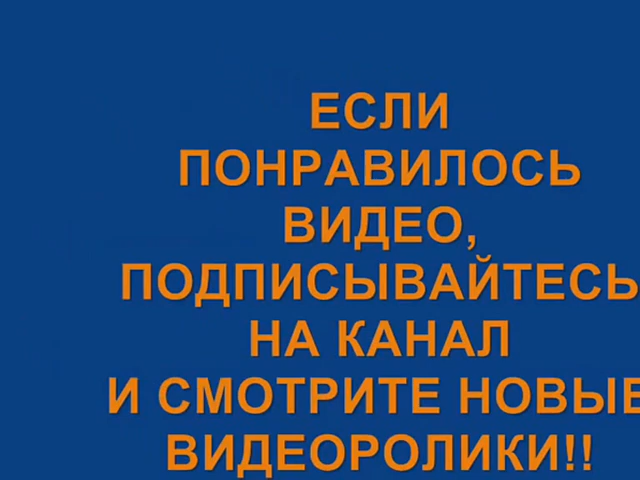 ЕСЛИ
ПОНРАВИЛОСЬ
ВИДЕО,
ПОДПИСЫВАЙТЕСЬ
НА КАНАЛ
И СМОТРИТЕ НОВЫЕ
ВИДЕОРОЛИКИ!!